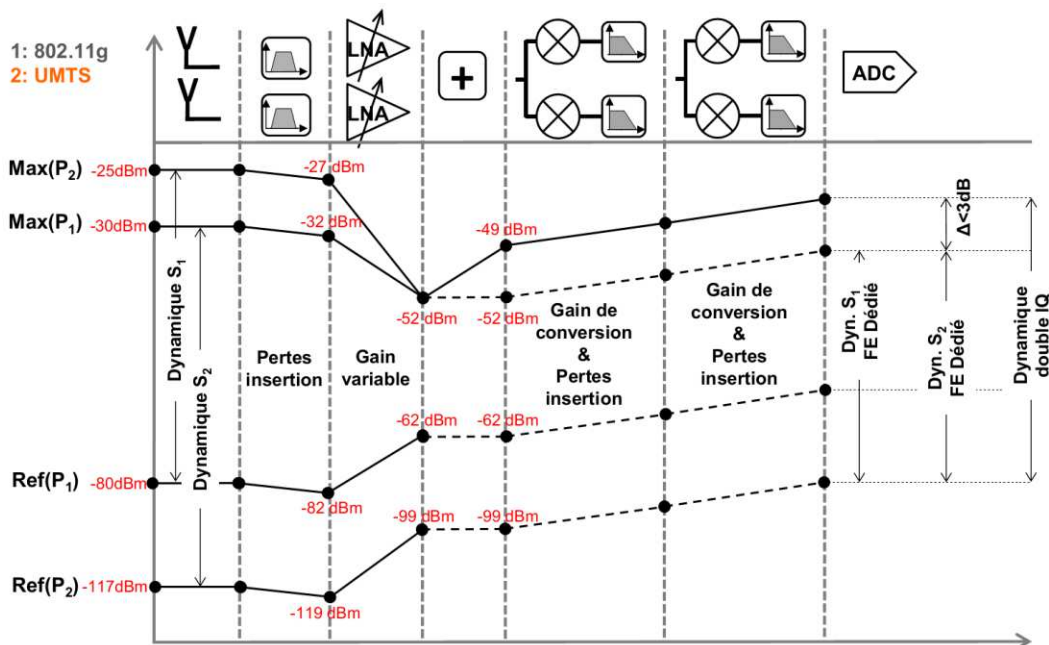 1: 802.11g
2: UMTS
LNA
LNA
+
ADC
Max(P₂)
-25dBm
-27 dBm
Max(P₁)
-30dBm
-32 dBm
-49 dBm
-52 dBm
-52 dBm
Dynamique S₁
Dynamique S₂
Pertes
insertion
Gain
variable
Gain de
conversion
&
Pertes
insertion
Gain de
conversion
&
Pertes
insertion
Δ<3dB
Dyn. S₁
FE Dédié
Dyn. S₂
FE Dédié
Dynamique
double IQ
-62 dBm
-62 dBm
Ref(P₁)
-80dBm
-82 dBm
-99 dBm
-99 dBm
Ref(P₂)
-117dBm
-119 dBm